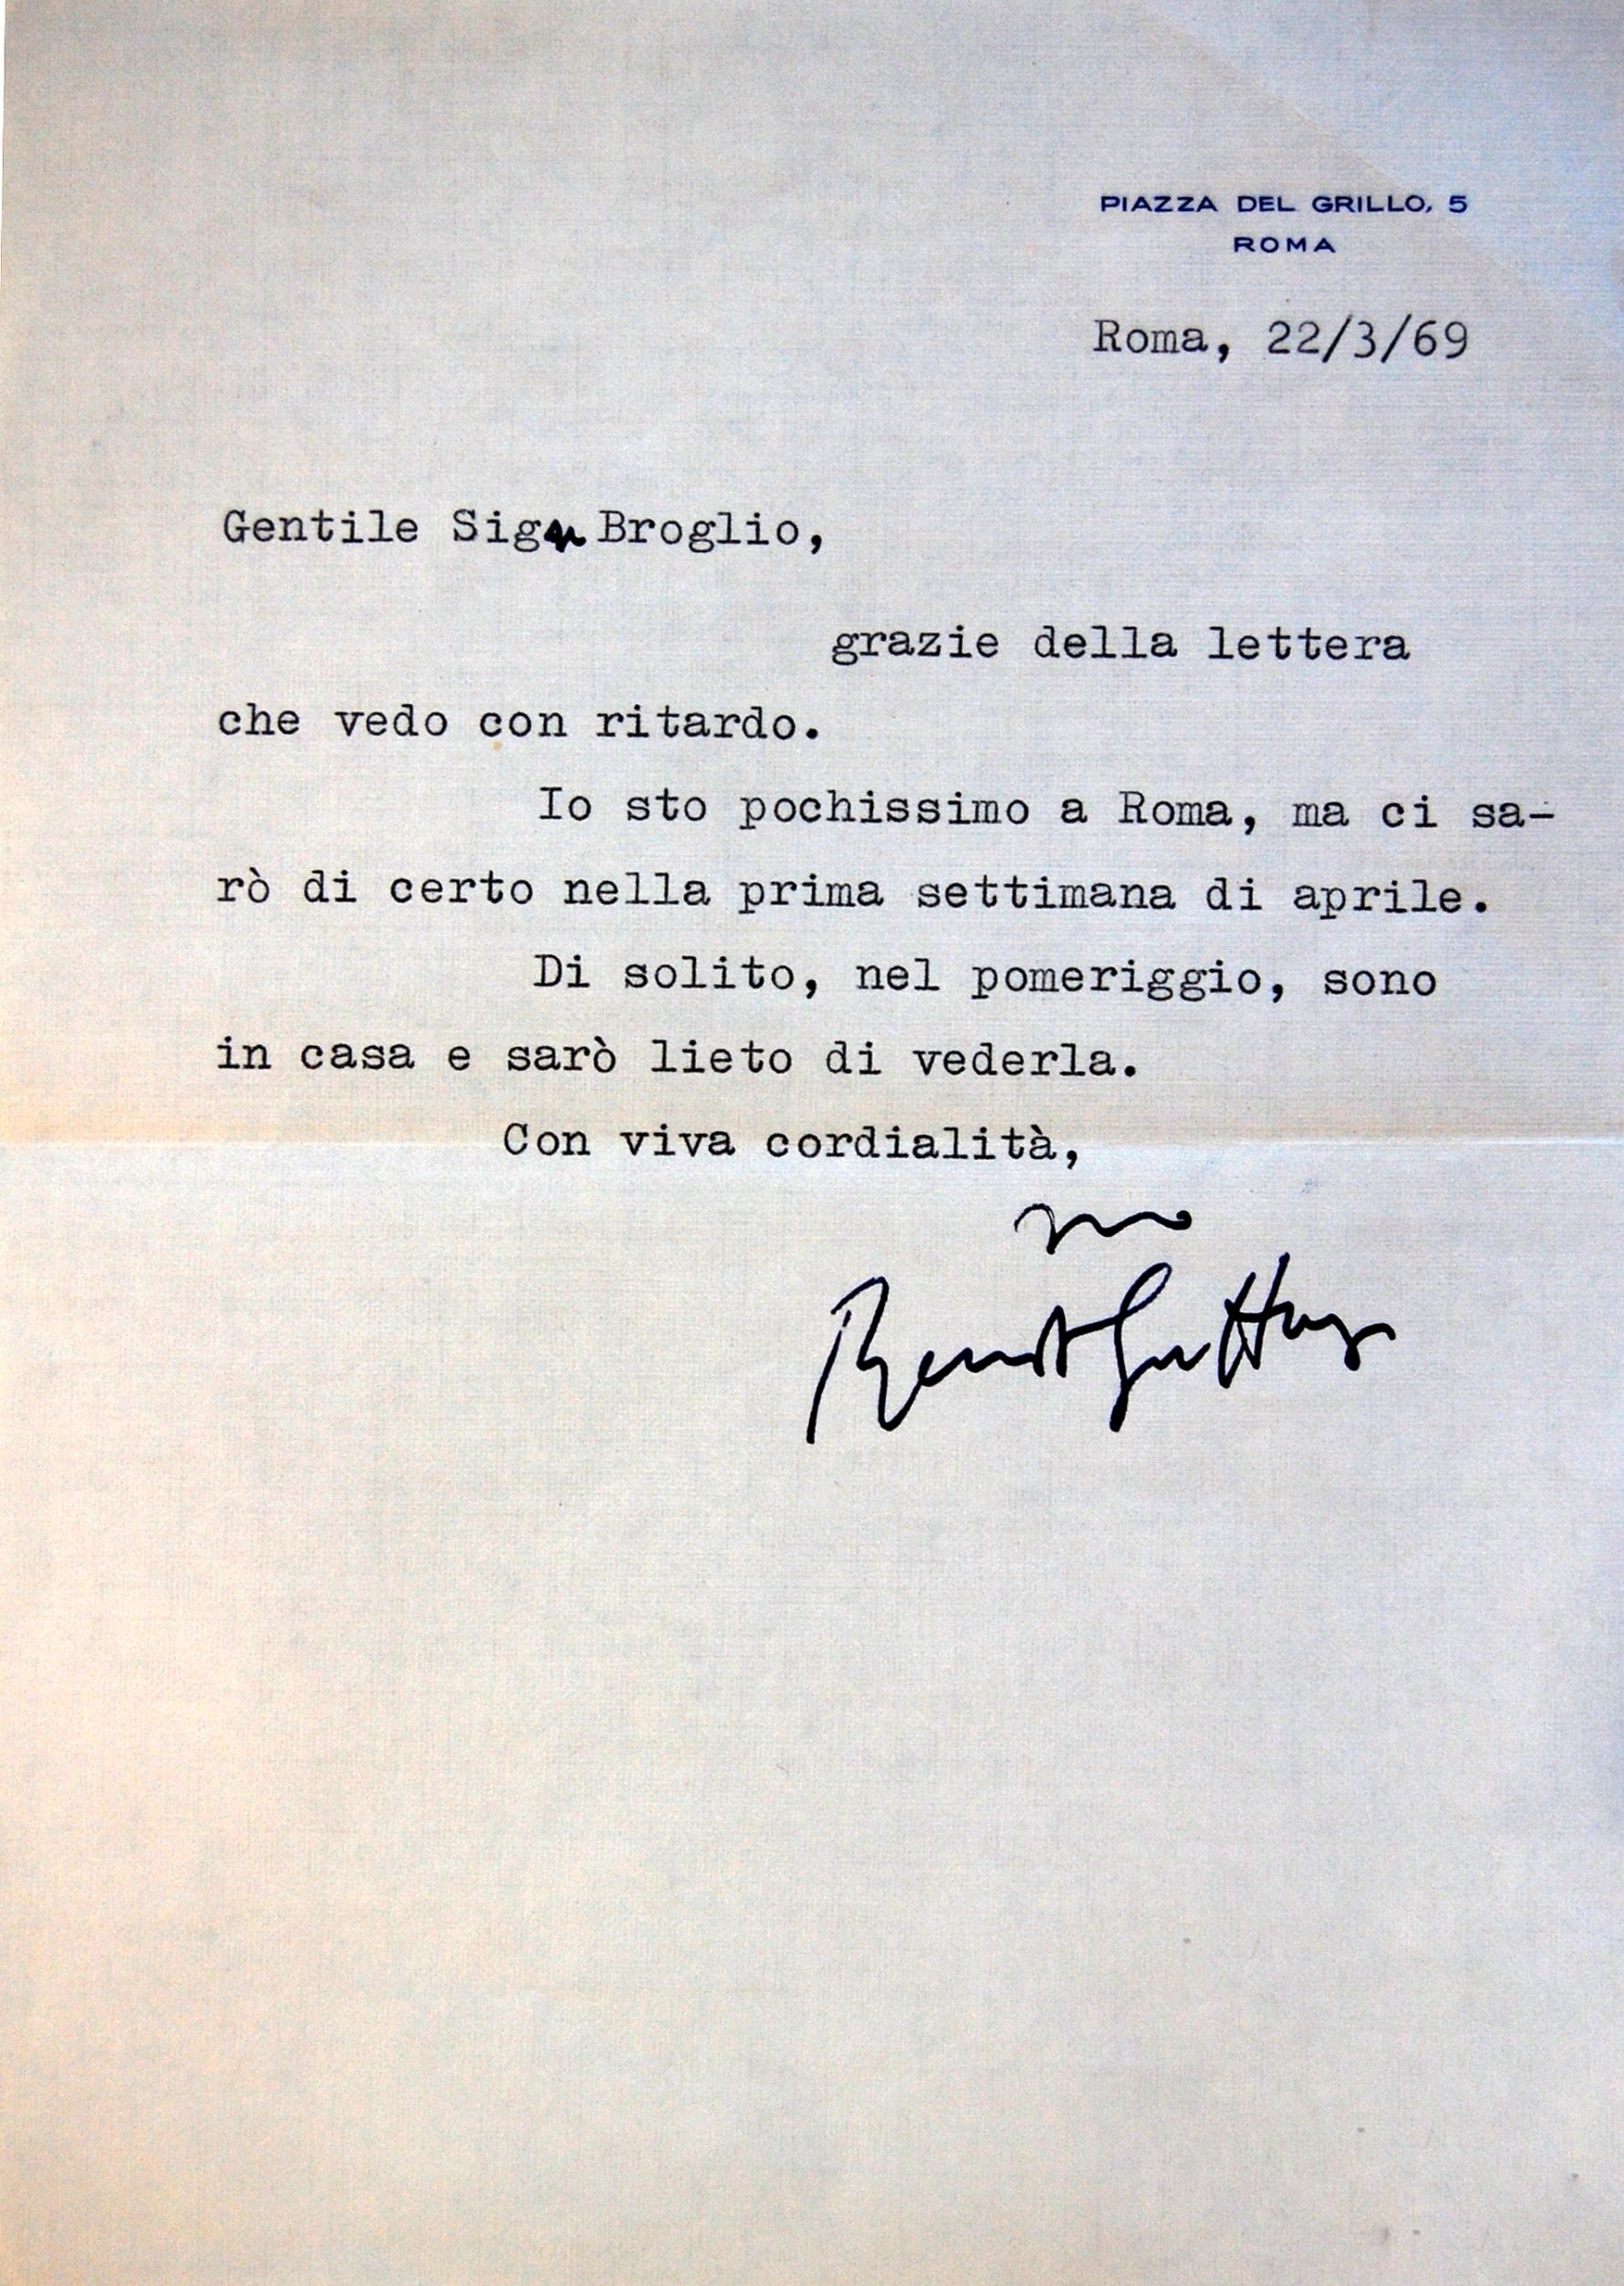 PIAZZA DEL GRILLO, 5
ROMA
Roma, 22/3/69
Gentile Sig. Broglio,
grazie della lettera
che vedo con ritardo.
Io sto pochissimo a Roma, ma ci sa-
rò di certo nella prima settimana di aprile.
Di solito, nel pomeriggio, sono
in casa e sarò lieto di vederla.
Con viva cordialità,
Renato Guttuso